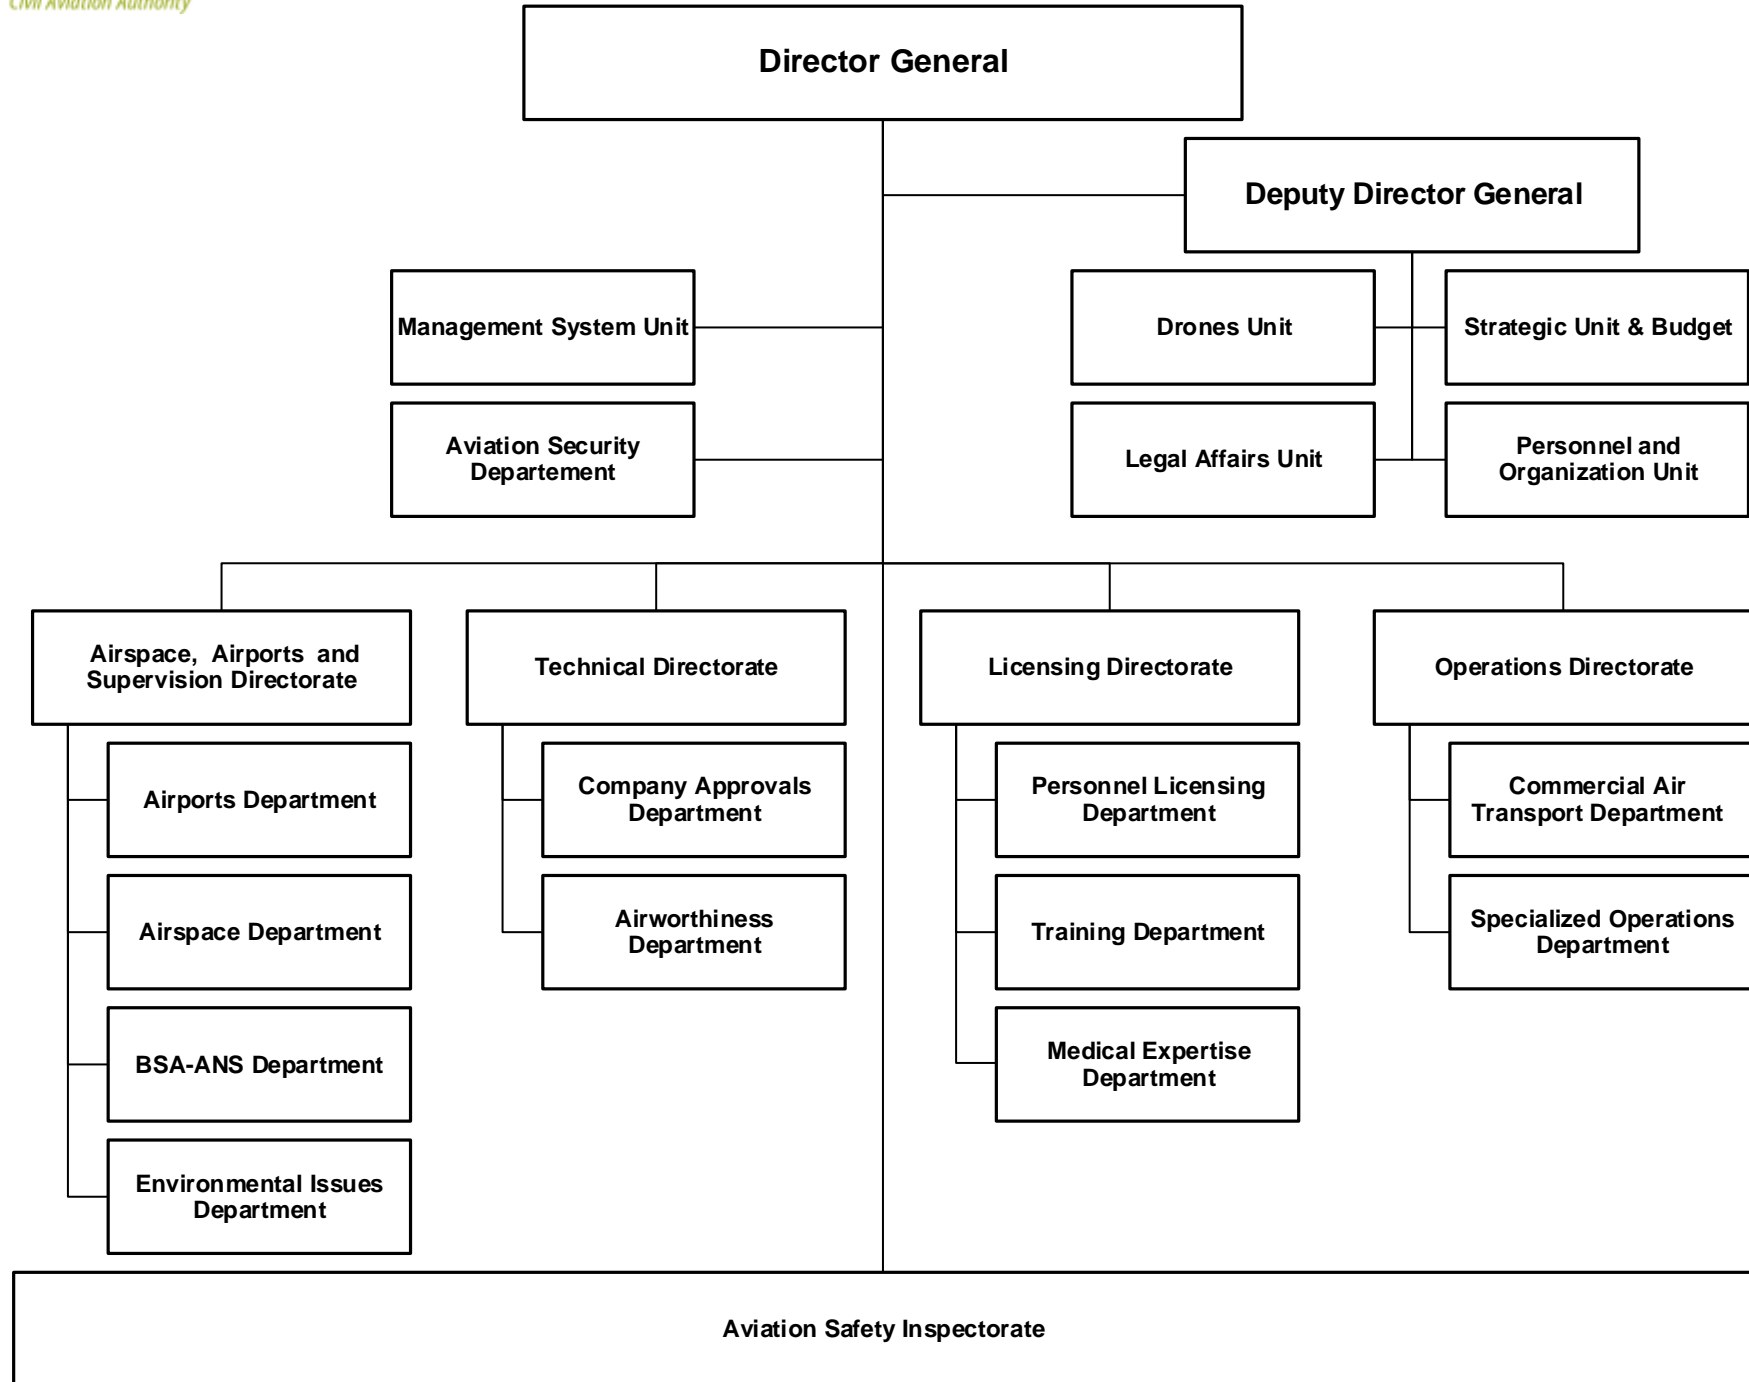 Civil Aviation Authority
Director General
Deputy Director General
Management System Unit
Drones Unit
Strategic Unit & Budget
Aviation Security
Departement
Legal Affairs Unit
Personnel and
Organization Unit
Airspace, Airports and
Supervision Directorate
Technical Directorate
Licensing Directorate
Operations Directorate
Airports Department
Company Approvals
Department
Personnel Licensing
Department
Commercial Air
Transport Department
Airspace Department
Airworthiness
Department
Training Department
Specialized Operations
Department
BSA-ANS Department
Medical Expertise
Department
Environmental Issues
Department
Aviation Safety Inspectorate